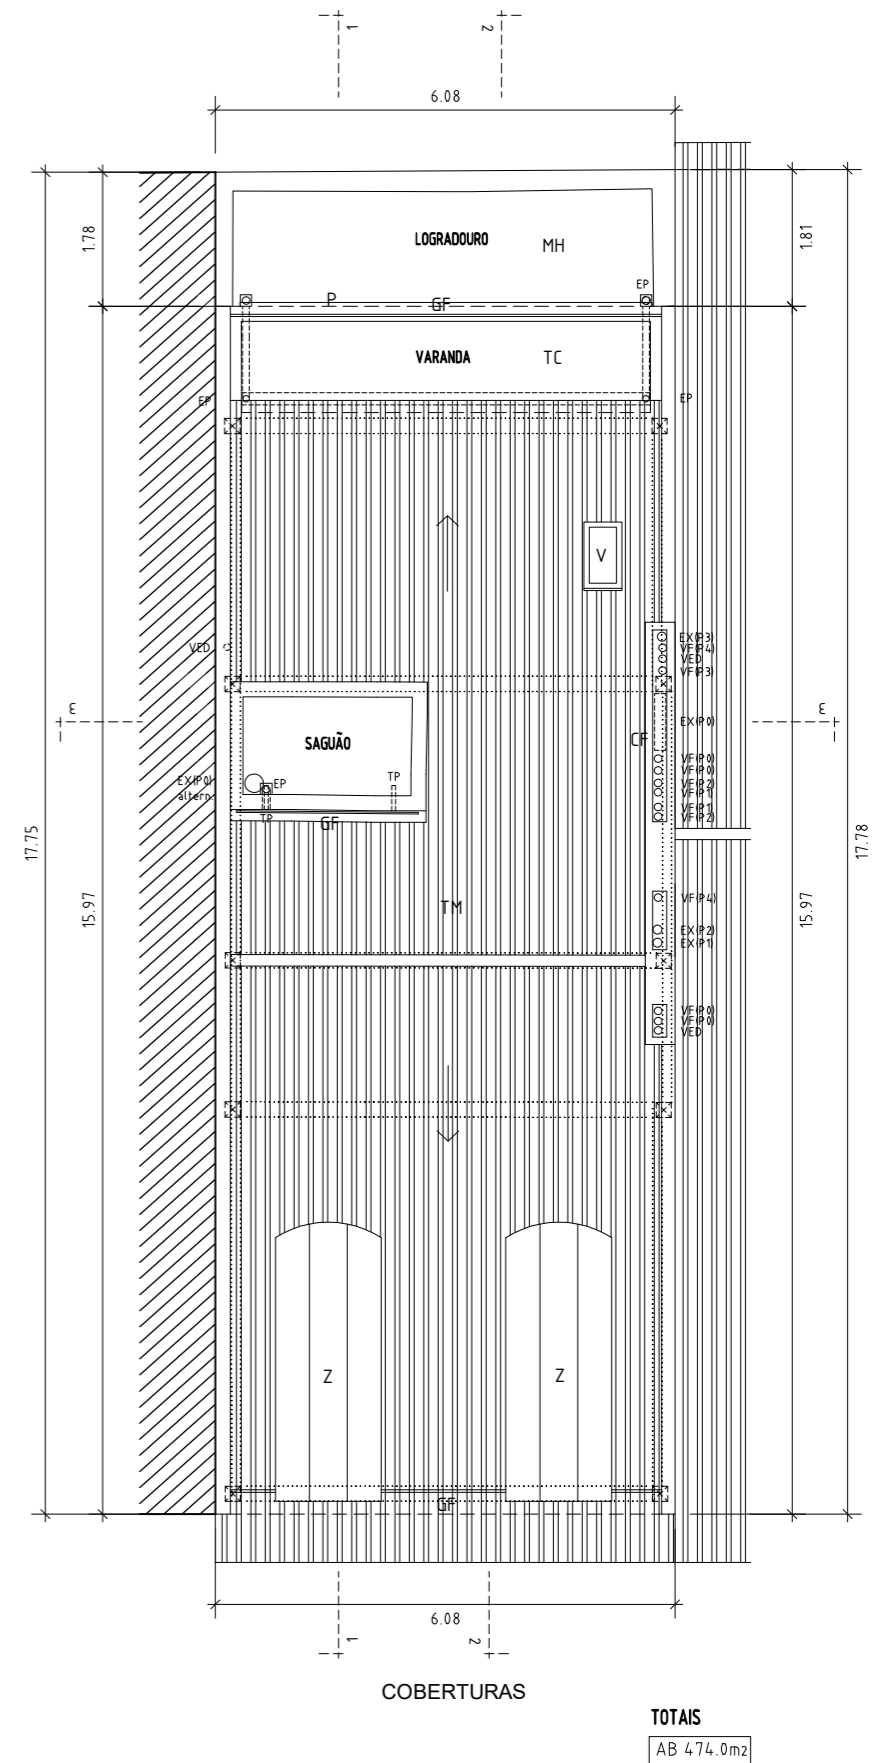 1
2
6.08
1.78
1.81
LOGRADOURO
MH
EP
P
GF
VARANDA
TC
EP
EP
V
VED
EX(P3)
VF(P4)
VED
VF(P3)
3
3
EX(P0)
CF
SAGUÃO
VF(P0)
VF(P0)
VF(P2)
VF(P1)
EX(P0)
altern.
EP
TP
TP
GF
VF(P1)
VF(P2)
17.75
17.78
15.97
15.97
TM
VF(P4)
EX(P2)
EX(P1)
VF(P0)
VF(P0)
VED
Z
Z
GF
6.08
1
2
COBERTURAS
TOTAIS
AB 474.0m2